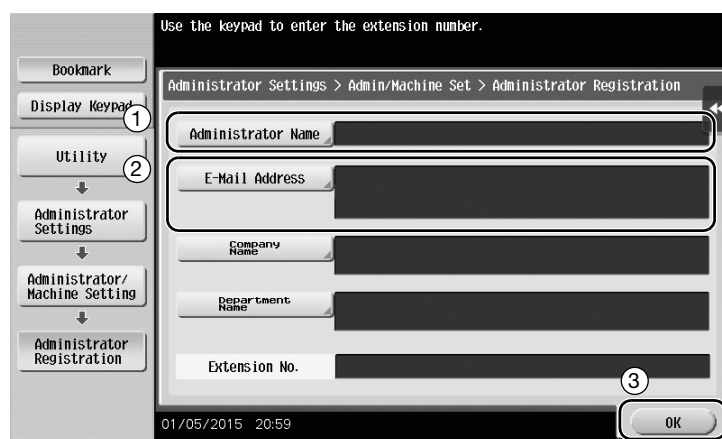 Use the keypad to enter the extension number.
Bookmark
Display Keypad
Utility
Administrator
Settings
Administrator/
Machine Setting
Administrator
Registration
Administrator Settings > Admin/Machine Set > Administrator Registration
1
Administrator Name
2
E-Mail Address
Company
Name
Department
Name
Extension No.
3
01/05/2015 20:59
OK